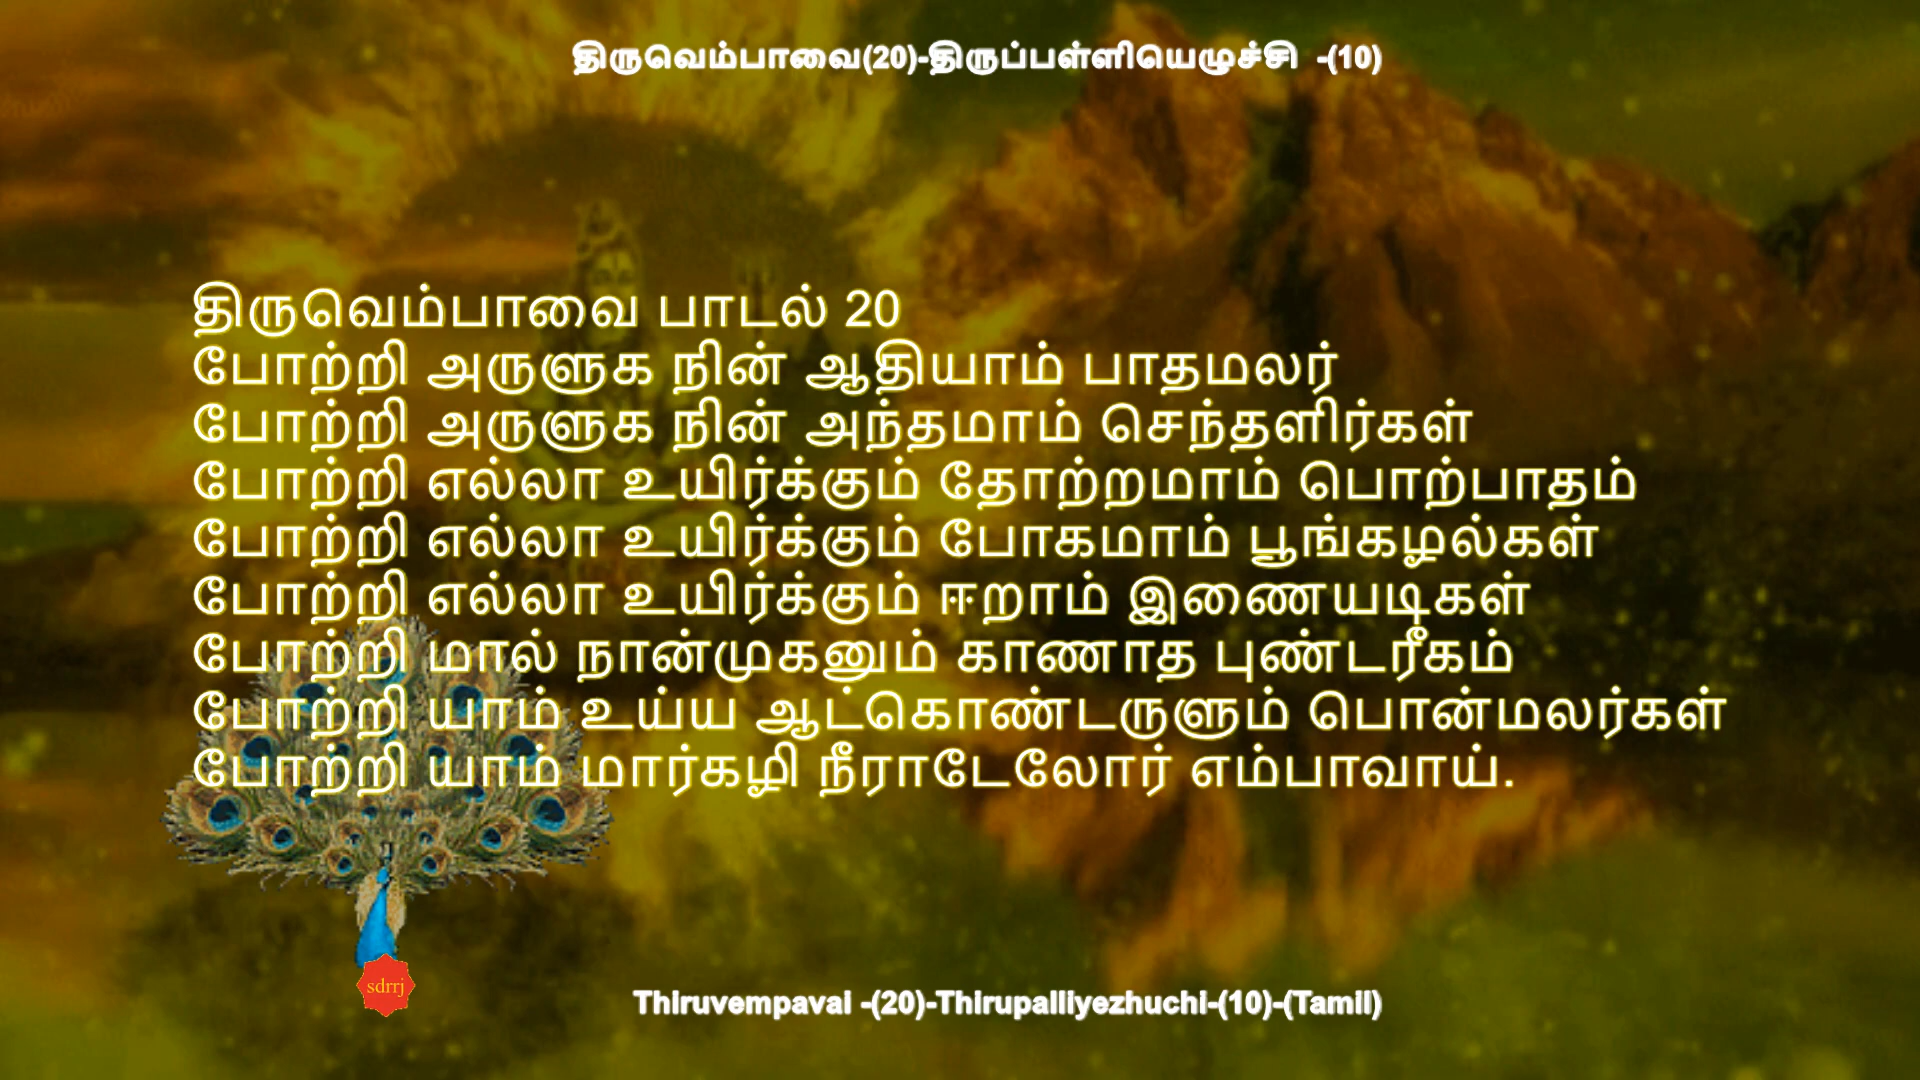 திருவெம்பாவை(20)-திருப்பள்ளியெழுச்சி -(10)
திருவெம்பாவை பாடல் 20
போற்றி அருளுக நின் ஆதியாம் பாதமலர்
போற்றி அருளுக நின் அந்தமாம் செந்தளிர்கள்
போற்றி எல்லா உயிர்க்கும் தோற்றமாம் பொற்பாதம்
போற்றி எல்லா உயிர்க்கும் போகமாம் பூங்கழல்கள்
போற்றி எல்லா உயிர்க்கும் ஈறாம் இணையடிகள்
போற்றி மால் நான்முகனும் காணாத புண்டரீகம்
போற்றி யாம் உய்ய ஆட்கொண்டருளும் பொன்மலர்கள்
போற்றி யாம் மார்கழி நீராடேலோர் எம்பாவாய்.
sdrrj
Thiruvempavai -(20)-Thirupalliyezhuchi-(10)-(Tamil)